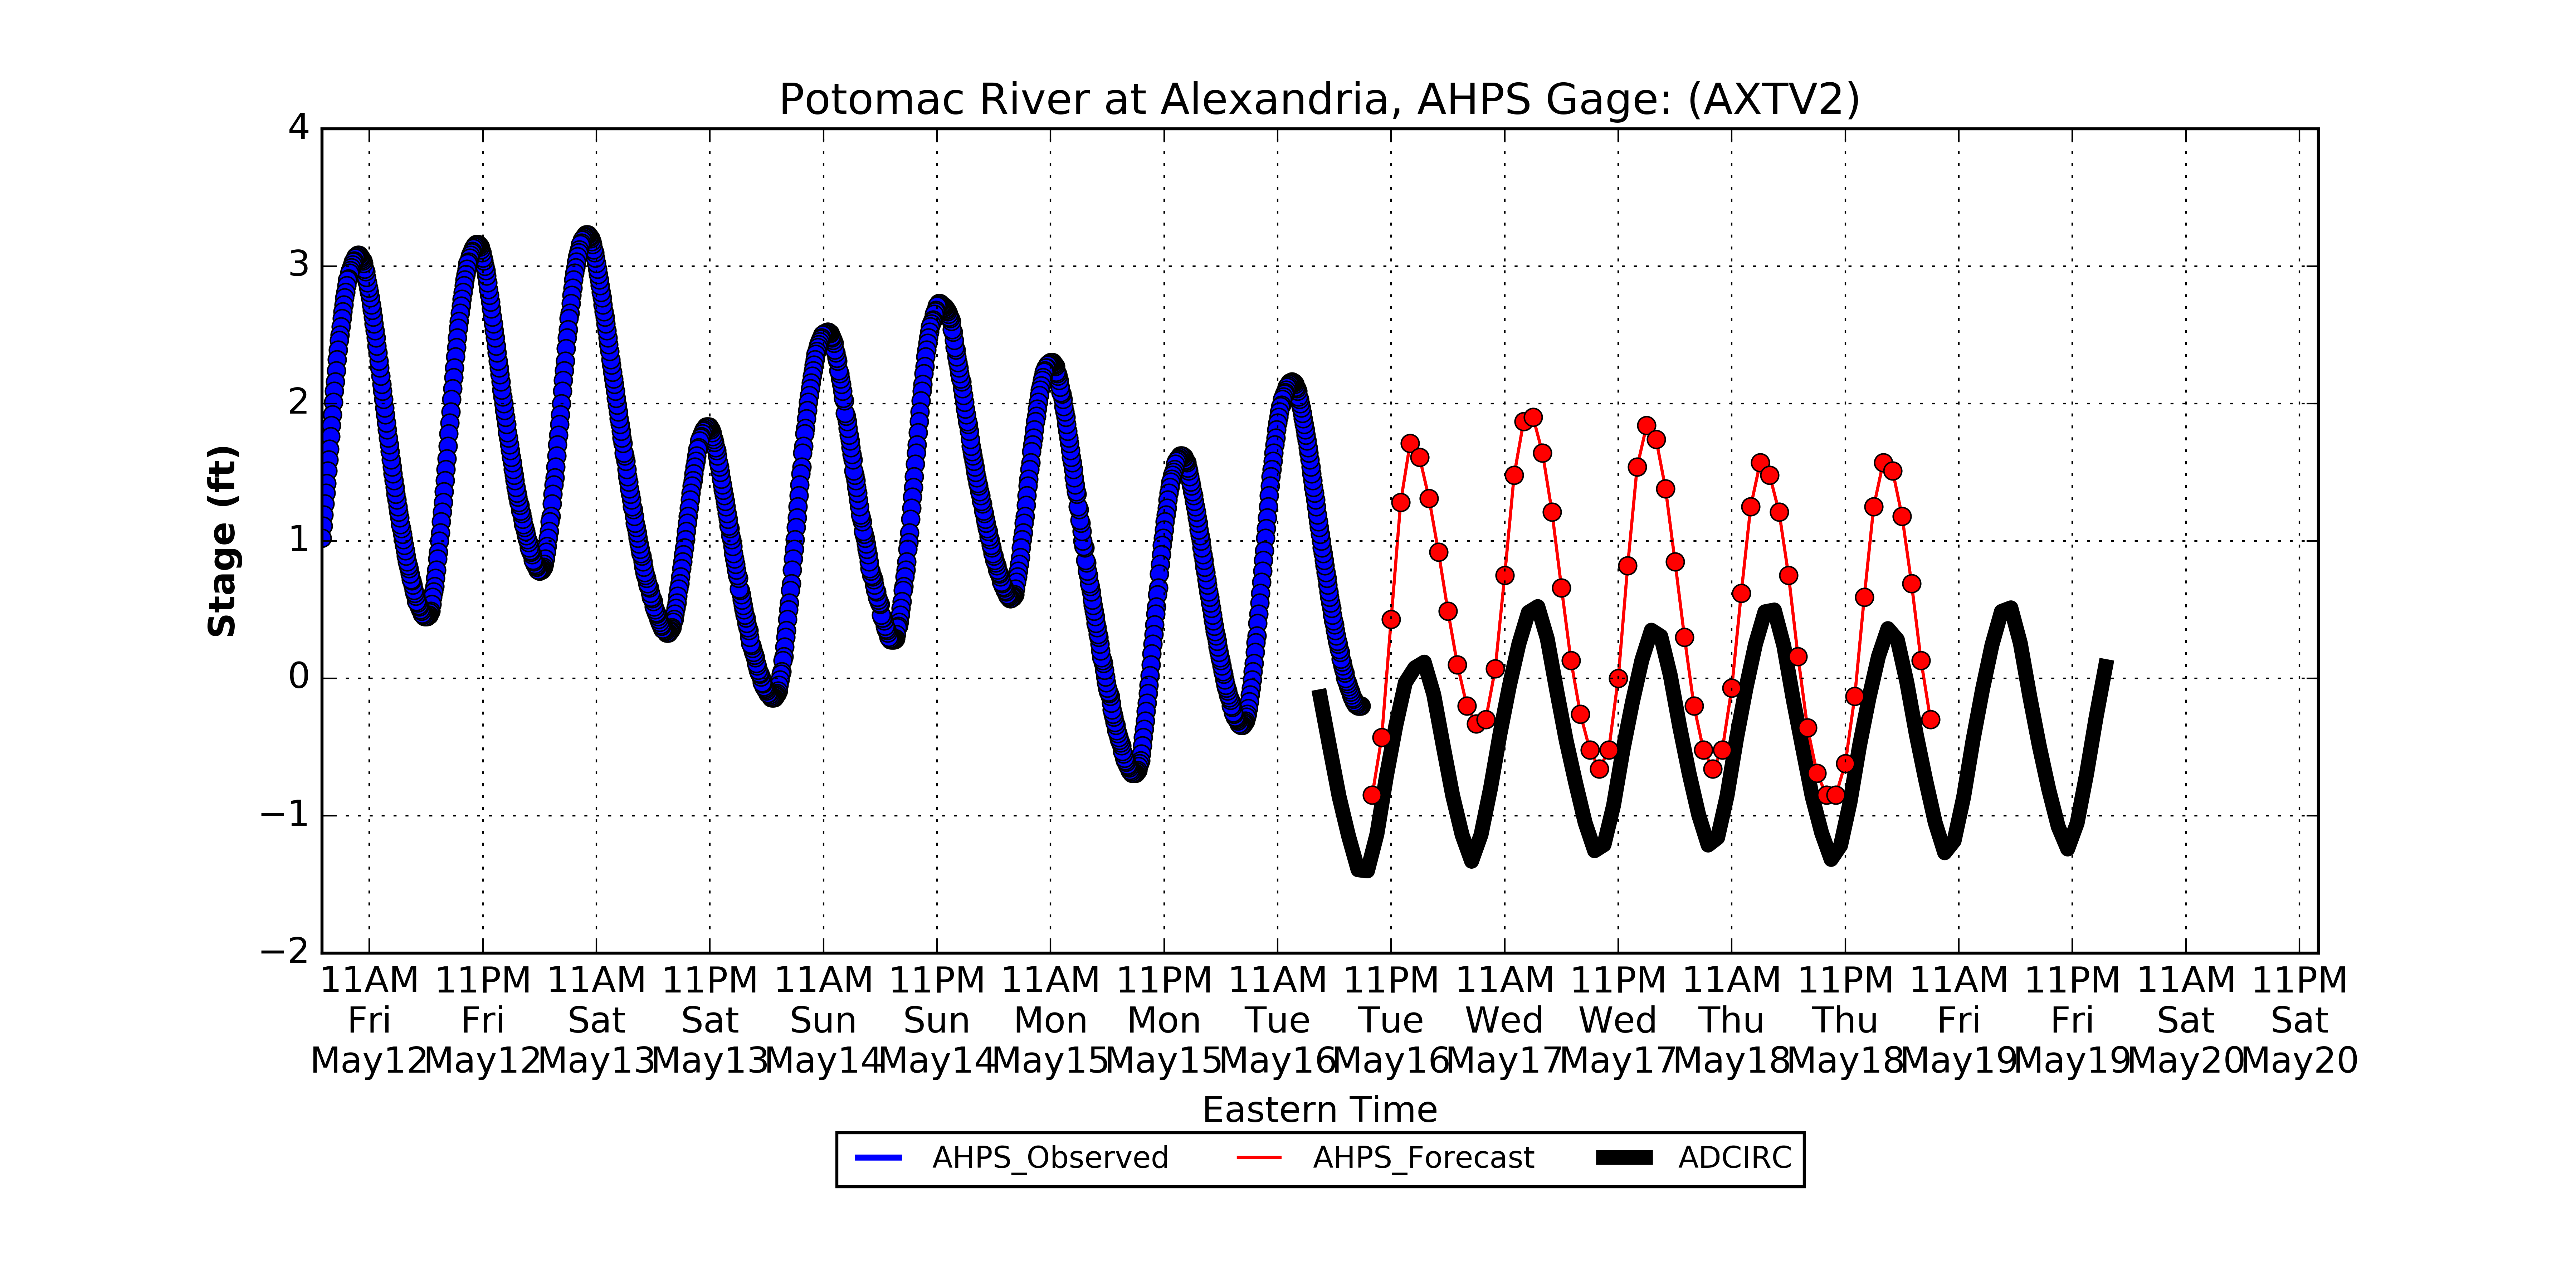 Potomac River at Alexandria, AHPS Gage: (AXTV2)
4
3
2
1
0
−1
−2
Stage (ft)
11AM 11PM 11AM 11PM 11AM 11PM 11AM 11PM 11AM 11PM 11AM 11PM 11AM 11PM 11AM 11PM 11AM 11PM
Fri Fri Sat Sat Sun Sun Mon Mon Tue Tue Wed Wed Thu Thu Fri Fri Sat Sat
May12 May12 May13 May13 May14 May14 May15 May15 May16 May16 May17 May17 May18 May18 May19 May19 May20 May20
Eastern Time
AHPS_Observed AHPS_Forecast ADCIRC